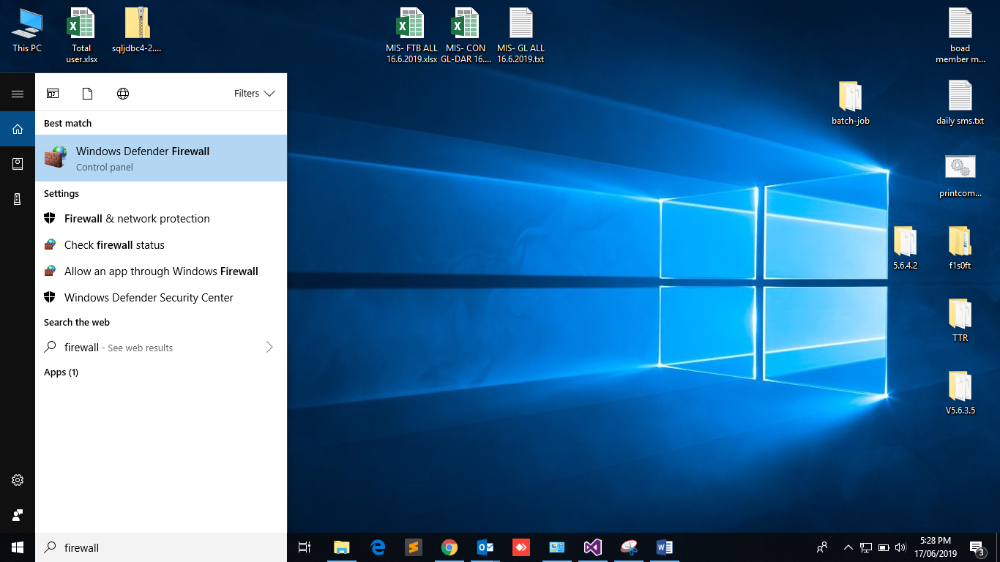 This PC
Total
user.xlsx
sqljdbc4-2....
MIS- FTB ALL
16.6.2019.xlsx
MIS- CON
GL-DAR 16....
MIS- GL ALL
16.6.2019.txt
boad
member m...
Filters
Best match
Windows Defender Firewall
Control panel
Settings
Firewall & network protection
Check firewall status
Allow an app through Windows Firewall
Windows Defender Security Center
Search the web
firewall - See web results
Apps (1)
batch-job
daily sms.txt
printcom...
5.6.4.2
f1s0ft
TTR
V5.6.3.5
firewall
5:28 PM
17/06/2019
3